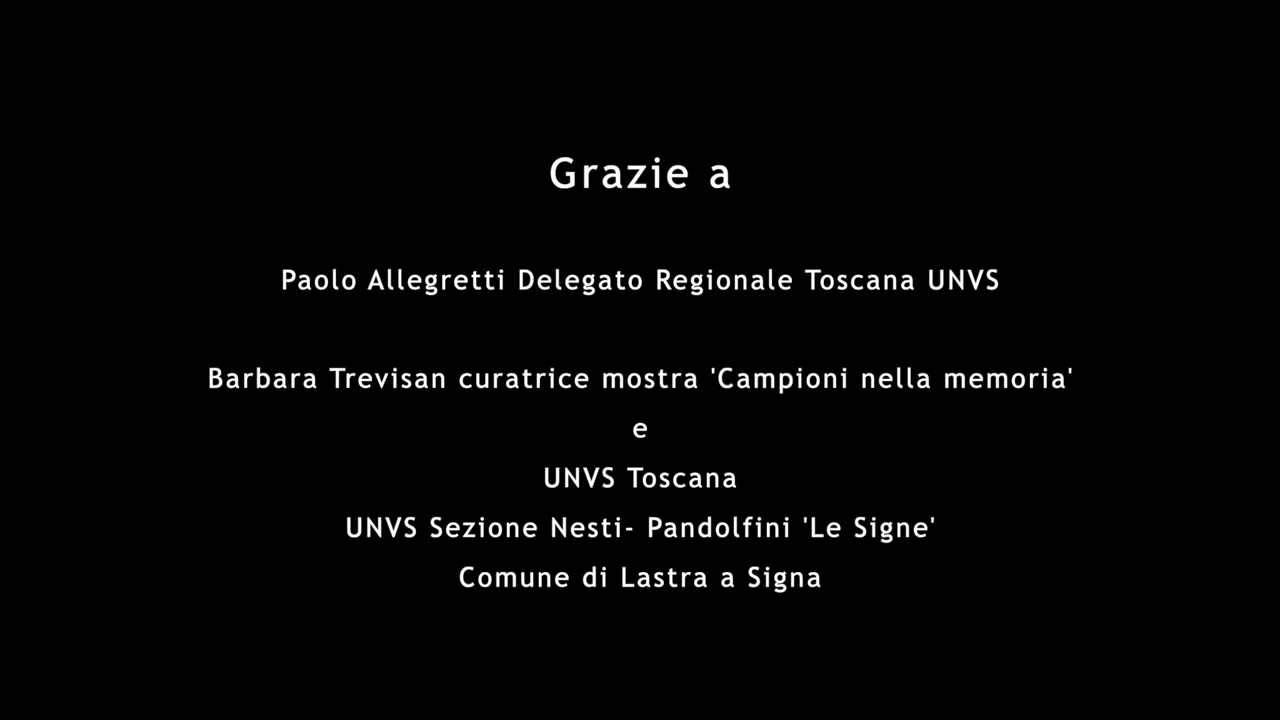 Grazie a
Paolo Allegretti Delegato Regionale Toscana UNVS
Barbara Trevisan curatrice mostra 'Campioni nella memoria'
e
UNVS Toscana
UNVS Sezione Nesti- Pandolfini 'Le Signe'
Comune di Lastra a Signa